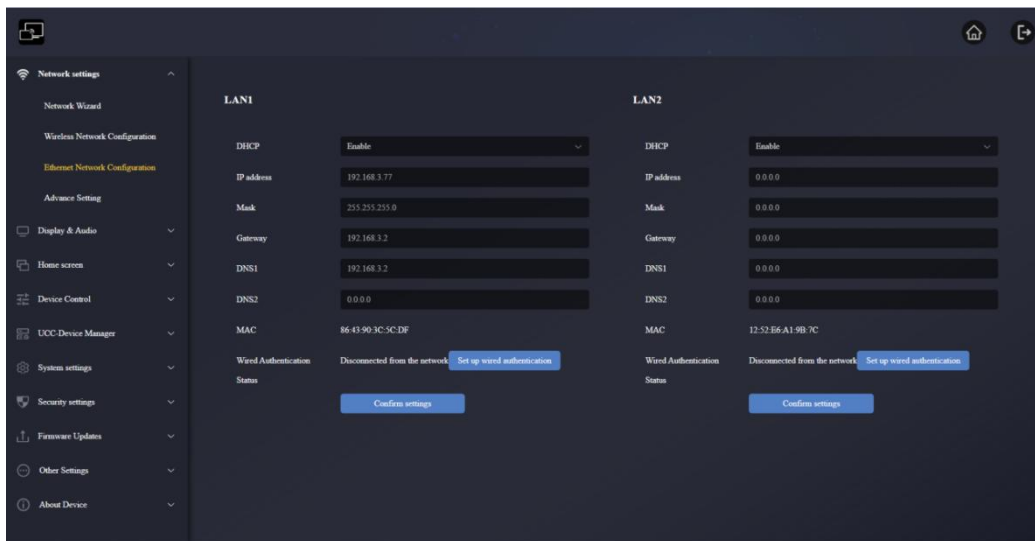 Network settings
Network Wizard
Wireless Network Configuration
Ethernet Network Configuration
Advance Setting
Display & Audio
Home screen
Device Control
UCC-Device Manager
System settings
Security settings
Firmware Updates
Other Settings
About Device
LAN1
DHCP Enable
IP address 192.168.3.77
Mask 255.255.255.0
Gateway 192.168.3.2
DNS1 192.168.3.2
DNS2 0.0.0.0
MAC 86:43:90:3C:5C:DF
Wired Authentication Disconnected from the network Set up wired authentication
Status
Confirm settings
LAN2
DHCP Enable
IP address 0.0.0.0
Mask 0.0.0.0
Gateway 0.0.0.0
DNS1 0.0.0.0
DNS2 0.0.0.0
MAC 12:52:E6:A1:9B:7C
Wired Authentication Disconnected from the network Set up wired authentication
Status
Confirm settings